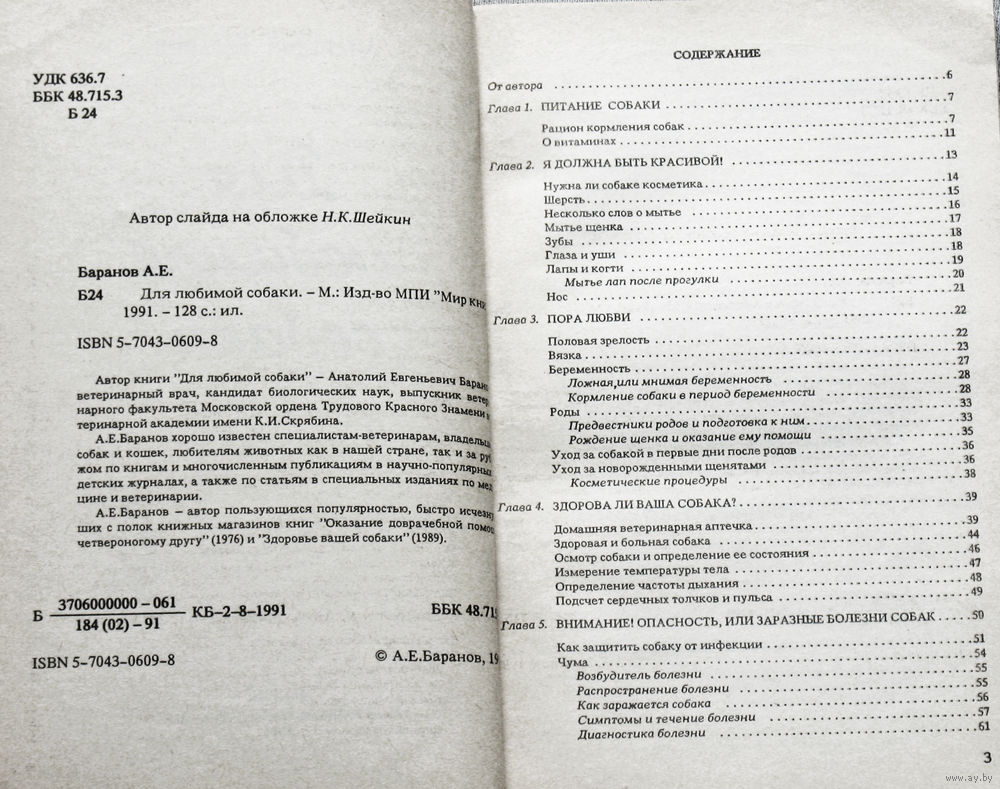 УДК 636.7
ББК 48.715.3
Б 24
Автор слайда на обложке Н.К.Шейкин
Баранов А.Е.
Б24 Для любимой собаки. – М.: Изд-во МПИ "Мир
1991. – 128 с.: ил.
ISBN 5-7043-0609-8
Автор книги "Для любимой собаки" – Анатолий Евгеньевич
ветеринарный врач, кандидат биологических наук, выпускник
нарного факультета Московской ордена Трудового Красного Знамени
теринарной академии имени К.И.Скрябина.
А.Е.Баранов хорошо известен специалистам-ветеринарам,
собак и кошек, любителям животных как в нашей стране, так и за
жом по книгам и многочисленным публикациям в научно-популярных
детских журналах, а также по статьям в специальных изданиях по
цине и ветеринарии.
А.Е.Баранов – автор пользующихся популярностью, быстро
ших с полок книжных магазинов книг "Оказание доврачебной
четвероногому другу" (1976) и "Здоровье вашей собаки" (1989).
Б 3706000000 – 061 КБ–2–8–1991 ББК
184 (02) – 91
ISBN 5-7043-0609-8 © А.Е.Баранов,
СОДЕРЖАНИЕ
От автора 6
Глава 1. ПИТАНИЕ СОБАКИ 7
Рацион кормления собак 7
О витаминах 11
Глава 2. Я ДОЛЖНА БЫТЬ КРАСИВОЙ! 13
Нужна ли собаке косметика 14
Шерсть 15
Несколько слов о мытье 16
Мытье щенка 17
Зубы 18
Глаза и уши 18
Лапы и когти 19
Мытье лап после прогулки 20
Нос 21
Глава 3. ПОРА ЛЮБВИ 22
Половая зрелость 22
Вязка 23
Беременность 27
Ложная,или мнимая беременность 28
Кормление собаки в период беременности 28
Роды 33
Предвестники родов и подготовка к ним 33
Рождение щенка и оказание ему помощи 35
Уход за собакой в первые дни после родов 36
Уход за новорожденными щенятами 36
Косметические процедуры 38
Глава 4. ЗДОРОВА ЛИ ВАША СОБАКА? 39
Домашняя ветеринарная аптечка 39
Здоровая и больная собака 44
Осмотр собаки и определение ее состояния 46
Измерение температуры тела 47
Определение частоты дыхания 48
Подсчет сердечных толчков и пульса 49
Глава 5. ВНИМАНИЕ! ОПАСНОСТЬ, ИЛИ ЗАРАЗНЫЕ БОЛЕЗНИ СОБАК 50
Как защитить собаку от инфекции 51
Чума 54
Возбудитель болезни 55
Распространение болезни 55
Как заражается собака 56
Симптомы и течение болезни 57
Диагностика болезни 61
3
www.ay.by